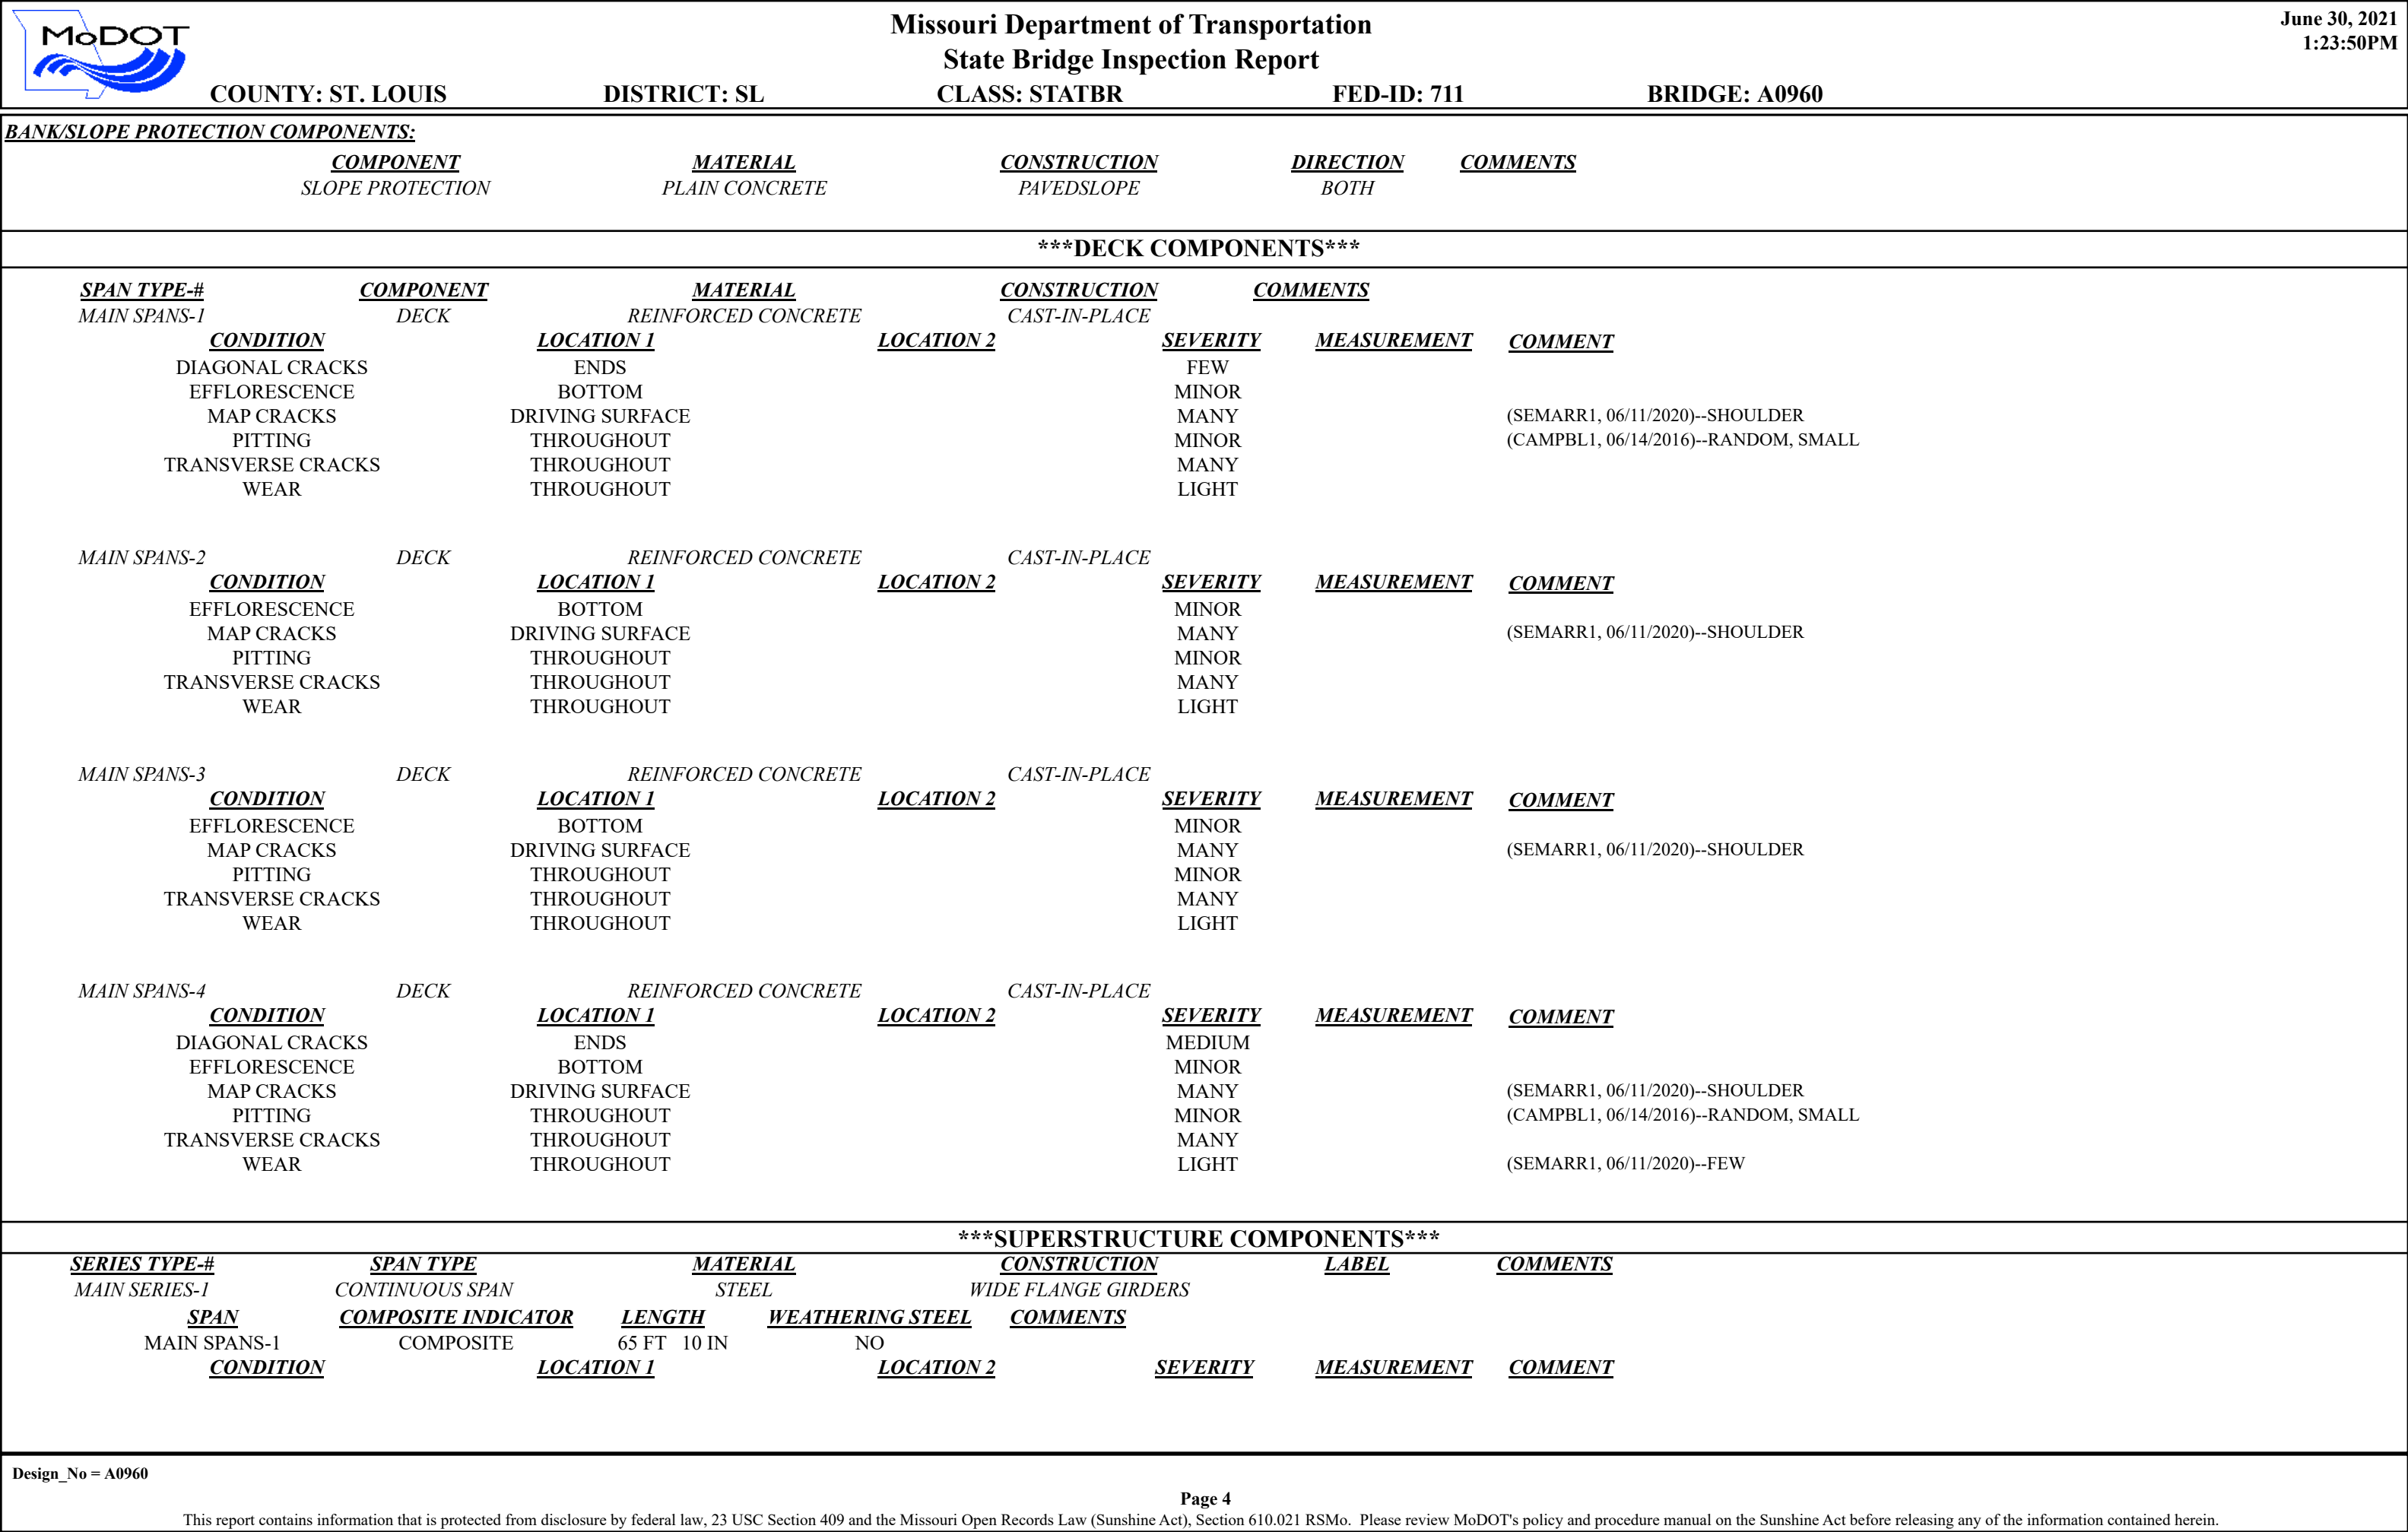 MoDOT
Missouri Department of Transportation
State Bridge Inspection Report
June 30, 2021
1:23:50PM
COUNTY: ST. LOUIS DISTRICT: SL CLASS: STATBR FED-ID: 711 BRIDGE: A0960
BANK/SLOPE PROTECTION COMPONENTS:
COMPONENT MATERIAL CONSTRUCTION DIRECTION COMMENTS
SLOPE PROTECTION PLAIN CONCRETE PAVEDSLOPE BOTH
***DECK COMPONENTS***
SPAN TYPE-# COMPONENT MATERIAL CONSTRUCTION COMMENTS
MAIN SPANS-1 DECK REINFORCED CONCRETE CAST-IN-PLACE
CONDITION LOCATION 1 LOCATION 2 SEVERITY MEASUREMENT COMMENT
DIAGONAL CRACKS ENDS FEW
EFFLORESCENCE BOTTOM MINOR
MAP CRACKS DRIVING SURFACE MANY (SEMARR1, 06/11/2020)--SHOULDER
PITTING THROUGHOUT MINOR (CAMPBL1, 06/14/2016)--RANDOM, SMALL
TRANSVERSE CRACKS THROUGHOUT MANY
WEAR THROUGHOUT LIGHT
MAIN SPANS-2 DECK REINFORCED CONCRETE CAST-IN-PLACE
CONDITION LOCATION 1 LOCATION 2 SEVERITY MEASUREMENT COMMENT
EFFLORESCENCE BOTTOM MINOR
MAP CRACKS DRIVING SURFACE MANY (SEMARR1, 06/11/2020)--SHOULDER
PITTING THROUGHOUT MINOR
TRANSVERSE CRACKS THROUGHOUT MANY
WEAR THROUGHOUT LIGHT
MAIN SPANS-3 DECK REINFORCED CONCRETE CAST-IN-PLACE
CONDITION LOCATION 1 LOCATION 2 SEVERITY MEASUREMENT COMMENT
EFFLORESCENCE BOTTOM MINOR
MAP CRACKS DRIVING SURFACE MANY (SEMARR1, 06/11/2020)--SHOULDER
PITTING THROUGHOUT MINOR
TRANSVERSE CRACKS THROUGHOUT MANY
WEAR THROUGHOUT LIGHT
MAIN SPANS-4 DECK REINFORCED CONCRETE CAST-IN-PLACE
CONDITION LOCATION 1 LOCATION 2 SEVERITY MEASUREMENT COMMENT
DIAGONAL CRACKS ENDS MEDIUM
EFFLORESCENCE BOTTOM MINOR
MAP CRACKS DRIVING SURFACE MANY (SEMARR1, 06/11/2020)--SHOULDER
PITTING THROUGHOUT MINOR (CAMPBL1, 06/14/2016)--RANDOM, SMALL
TRANSVERSE CRACKS THROUGHOUT MANY
WEAR THROUGHOUT LIGHT (SEMARR1, 06/11/2020)--FEW
***SUPERSTRUCTURE COMPONENTS***
SERIES TYPE-# SPAN TYPE MATERIAL CONSTRUCTION LABEL COMMENTS
MAIN SERIES-1 CONTINUOUS SPAN STEEL WIDE FLANGE GIRDERS
SPAN COMPOSITE INDICATOR LENGTH WEATHERING STEEL COMMENTS
MAIN SPANS-1 COMPOSITE 65 FT 10 IN NO
CONDITION LOCATION 1 LOCATION 2 SEVERITY MEASUREMENT COMMENT
Design_No = A0960
Page 4
This report contains information that is protected from disclosure by federal law, 23 USC Section 409 and the Missouri Open Records Law (Sunshine Act), Section 610.021 RSMo. Please review MoDOT's policy and procedure manual on the Sunshine Act before releasing any of the information contained herein.